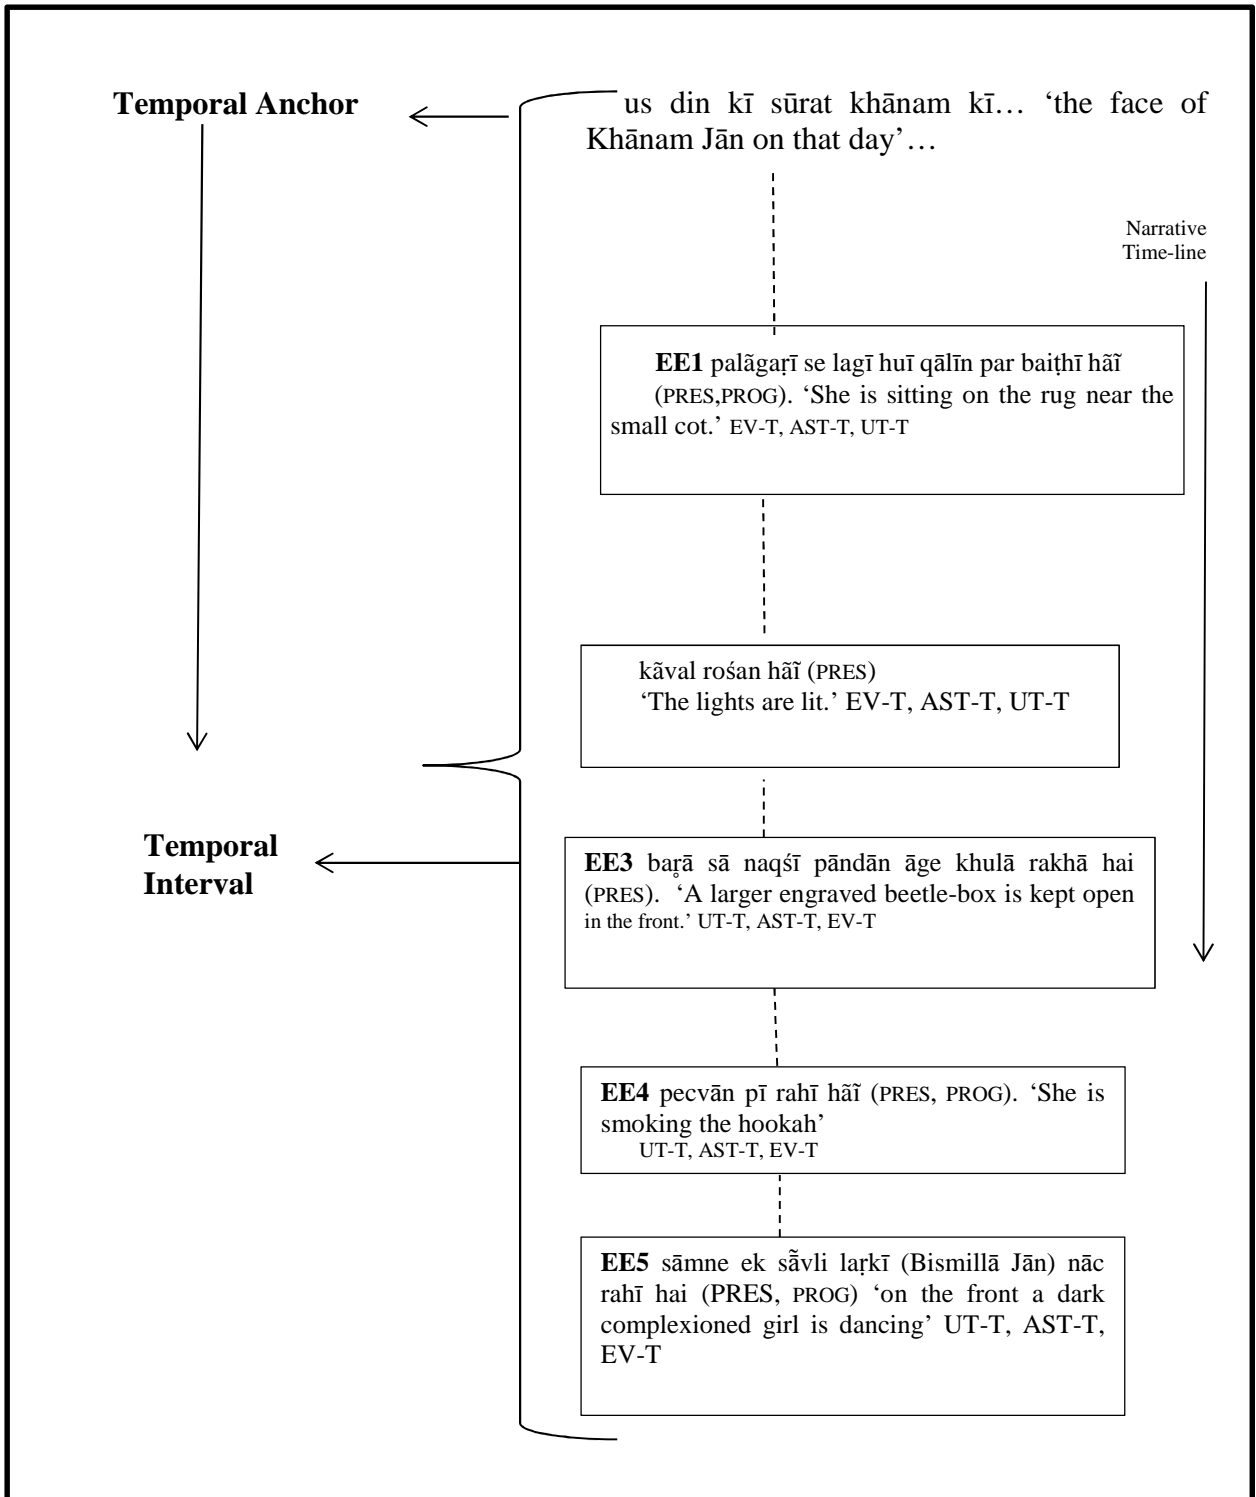 Temporal Anchor
us din kī sūrat khānam kī… ‘the face of
Khānam Jān on that day’…
Narrative
Time-line
EE1 palãgaṛī se lagī huī qālīn par baiṭhī hãĩ
(PRES,PROG). ‘She is sitting on the rug near the
small cot.’ EV-T, AST-T, UT-T
kãval rośan hãĩ (PRES)
‘The lights are lit.’ EV-T, AST-T, UT-T
Temporal
Interval
EE3 baṛā sā naqśī pāndān āge khulā rakhā hai
(PRES). ‘A larger engraved beetle-box is kept open
in the front.’ UT-T, AST-T, EV-T
EE4 pecvān pī rahī hãĩ (PRES, PROG). ‘She is
smoking the hookah’
UT-T, AST-T, EV-T
EE5 sāmne ek sā̃vli laṛkī (Bismillā Jān) nāc
rahī hai (PRES, PROG) ‘on the front a dark
complexioned girl is dancing’ UT-T, AST-T,
EV-T